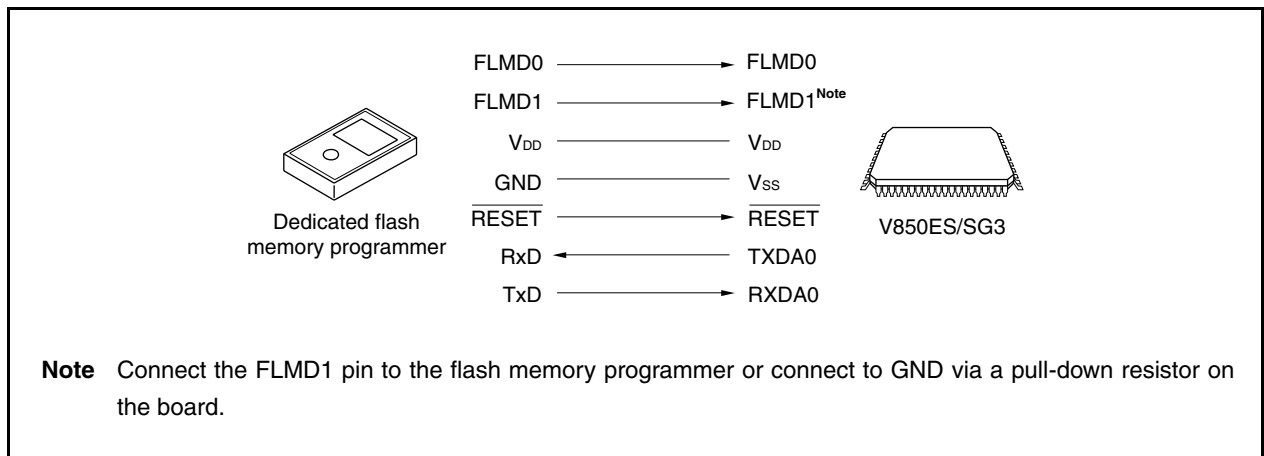 FLMD0 FLMD0
FLMD1 FLMD1Note
VDD VDD
GND VSS
RESET RESET
RxD TXDA0
TxD RXDA0
Dedicated flash
memory programmer
V850ES/SG3
Note Connect the FLMD1 pin to the flash memory programmer or connect to GND via a pull-down resistor on
the board.